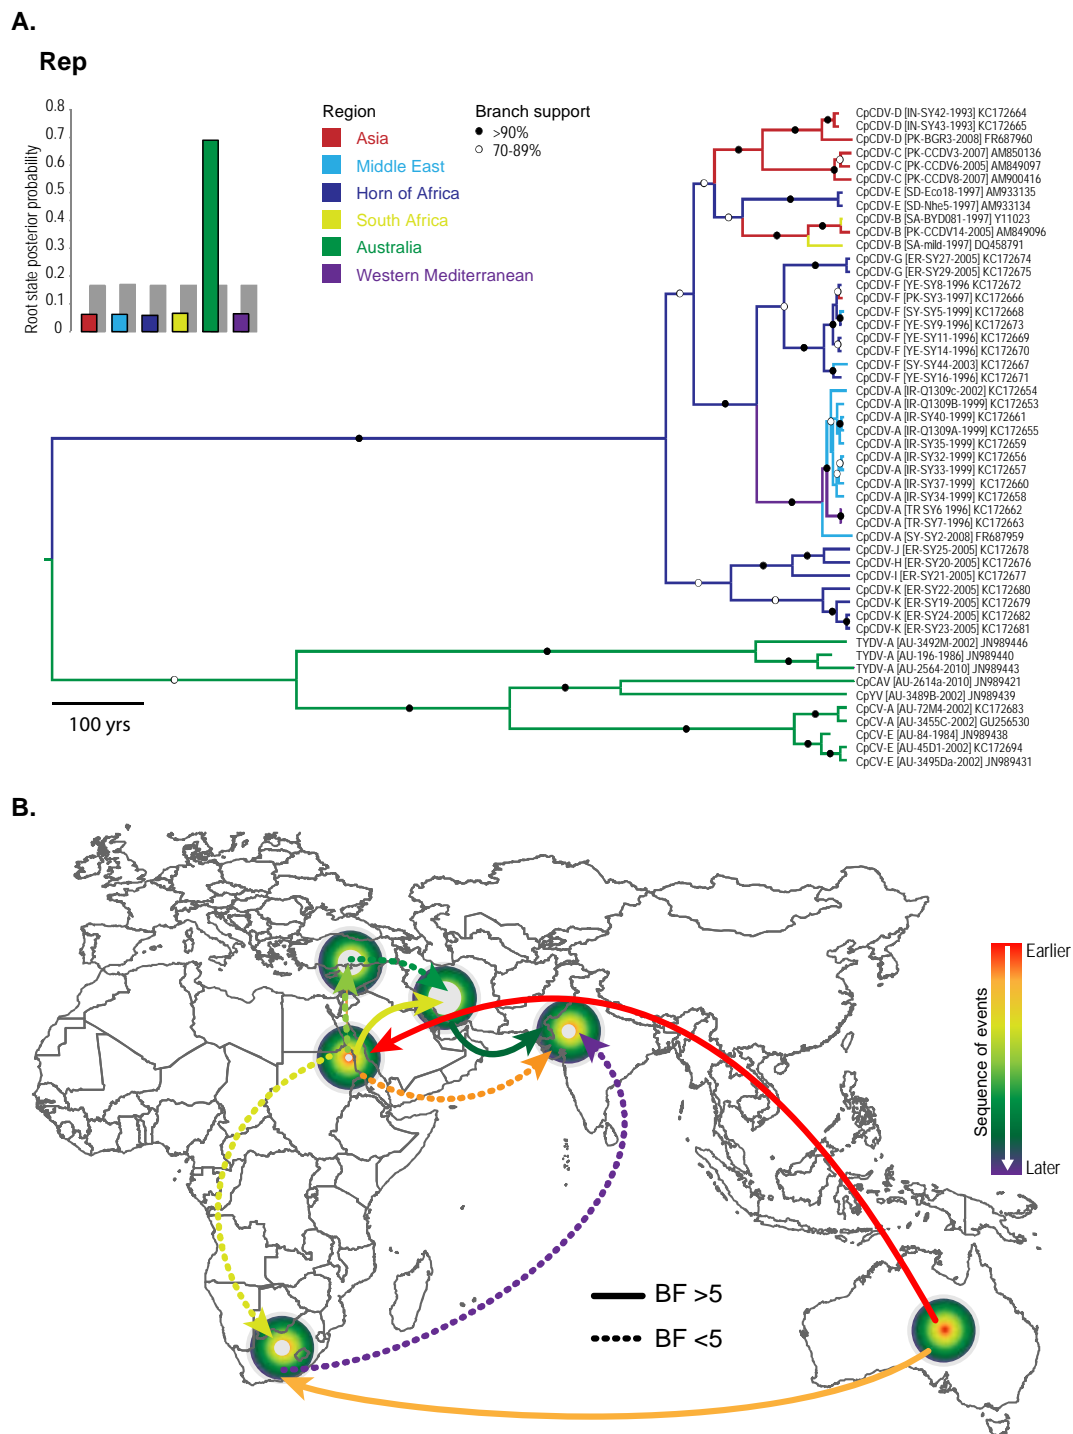 A.
Rep
Root state posterior probability
0.8
0.7
0.6
0.5
0.4
0.3
0.2
0.1
0
Region
Asia
Middle East
Horn of Africa
South Africa
Australia
Western Mediterranean
Branch support
>90%
70-89%
CpCDV-D [IN-SY42-1993] KC172664
CpCDV-D [IN-SY43-1993] KC172665
CpCDV-D [PK-BGR3-2008] FR687960
CpCDV-C [PK-CCDV3-2007] AM850136
CpCDV-C [PK-CCDV6-2005] AM849097
CpCDV-C [PK-CCDV8-2007] AM900416
CpCDV-E [SD-Eco18-1997] AM933135
CpCDV-E [SD-Nhe5-1997] AM933134
CpCDV-B [SA-BYD081-1997] Y11023
CpCDV-B [PK-CCDV14-2005] AM849096
CpCDV-B [SA-mild-1997] DQ458791
CpCDV-G [ER-SY27-2005] KC172674
CpCDV-G [ER-SY29-2005] KC172675
CpCDV-F [YE-SY8-1996 KC172672]
CpCDV-F [PK-SY3-1997] KC172666
CpCDV-F [SY-SY5-1999] KC172668
CpCDV-F [YE-SY9-1996] KC172673
CpCDV-F [YE-SY11-1996] KC172669
CpCDV-F [YE-SY14-1996] KC172670
CpCDV-F [SY-SY44-2003] KC172667
CpCDV-F [YE-SY16-1996] KC172671
CpCDV-A [IR-Q1309c-2002] KC172654
CpCDV-A [IR-Q1309B-1999] KC172653
CpCDV-A [IR-SY40-1999] KC172661
CpCDV-A [IR-Q1309A-1999] KC172655
CpCDV-A [IR-SY35-1999] KC172659
CpCDV-A [IR-SY32-1999] KC172656
CpCDV-A [IR-SY33-1999] KC172657
CpCDV-A [IR-SY37-1999] KC172660
CpCDV-A [IR-SY34-1999] KC172658
CpCDV-A [TR SY6 1996] KC172662
CpCDV-A [TR-SY7-1996] KC172663
CpCDV-A [SY-SY2-2008] FR687959
CpCDV-J [ER-SY25-2005] KC172678
CpCDV-H [ER-SY20-2005] KC172676
CpCDV-I [ER-SY21-2005] KC172677
CpCDV-K [ER-SY22-2005] KC172680
CpCDV-K [ER-SY19-2005] KC172679
CpCDV-K [ER-SY24-2005] KC172682
CpCDV-K [ER-SY23-2005] KC172681
TYDV-A [AU-3492M-2002] JN989446
TYDV-A [AU-196-1986] JN989440
TYDV-A [AU-2564-2010] JN989443
CpCAV [AU-2614a-2010] JN989421
CpYV [AU-3489B-2002] JN989439
CpCV-A [AU-72M4-2002] KC172683
CpCV-A [AU-3455C-2002] GU256530
CpCV-E [AU-84-1984] JN989438
CpCV-E [AU-45D1-2002] KC172694
CpCV-E [AU-3495Da-2002] JN989431
100 yrs
B.
Earlier
Sequence of events
Later
BF >5
BF <5